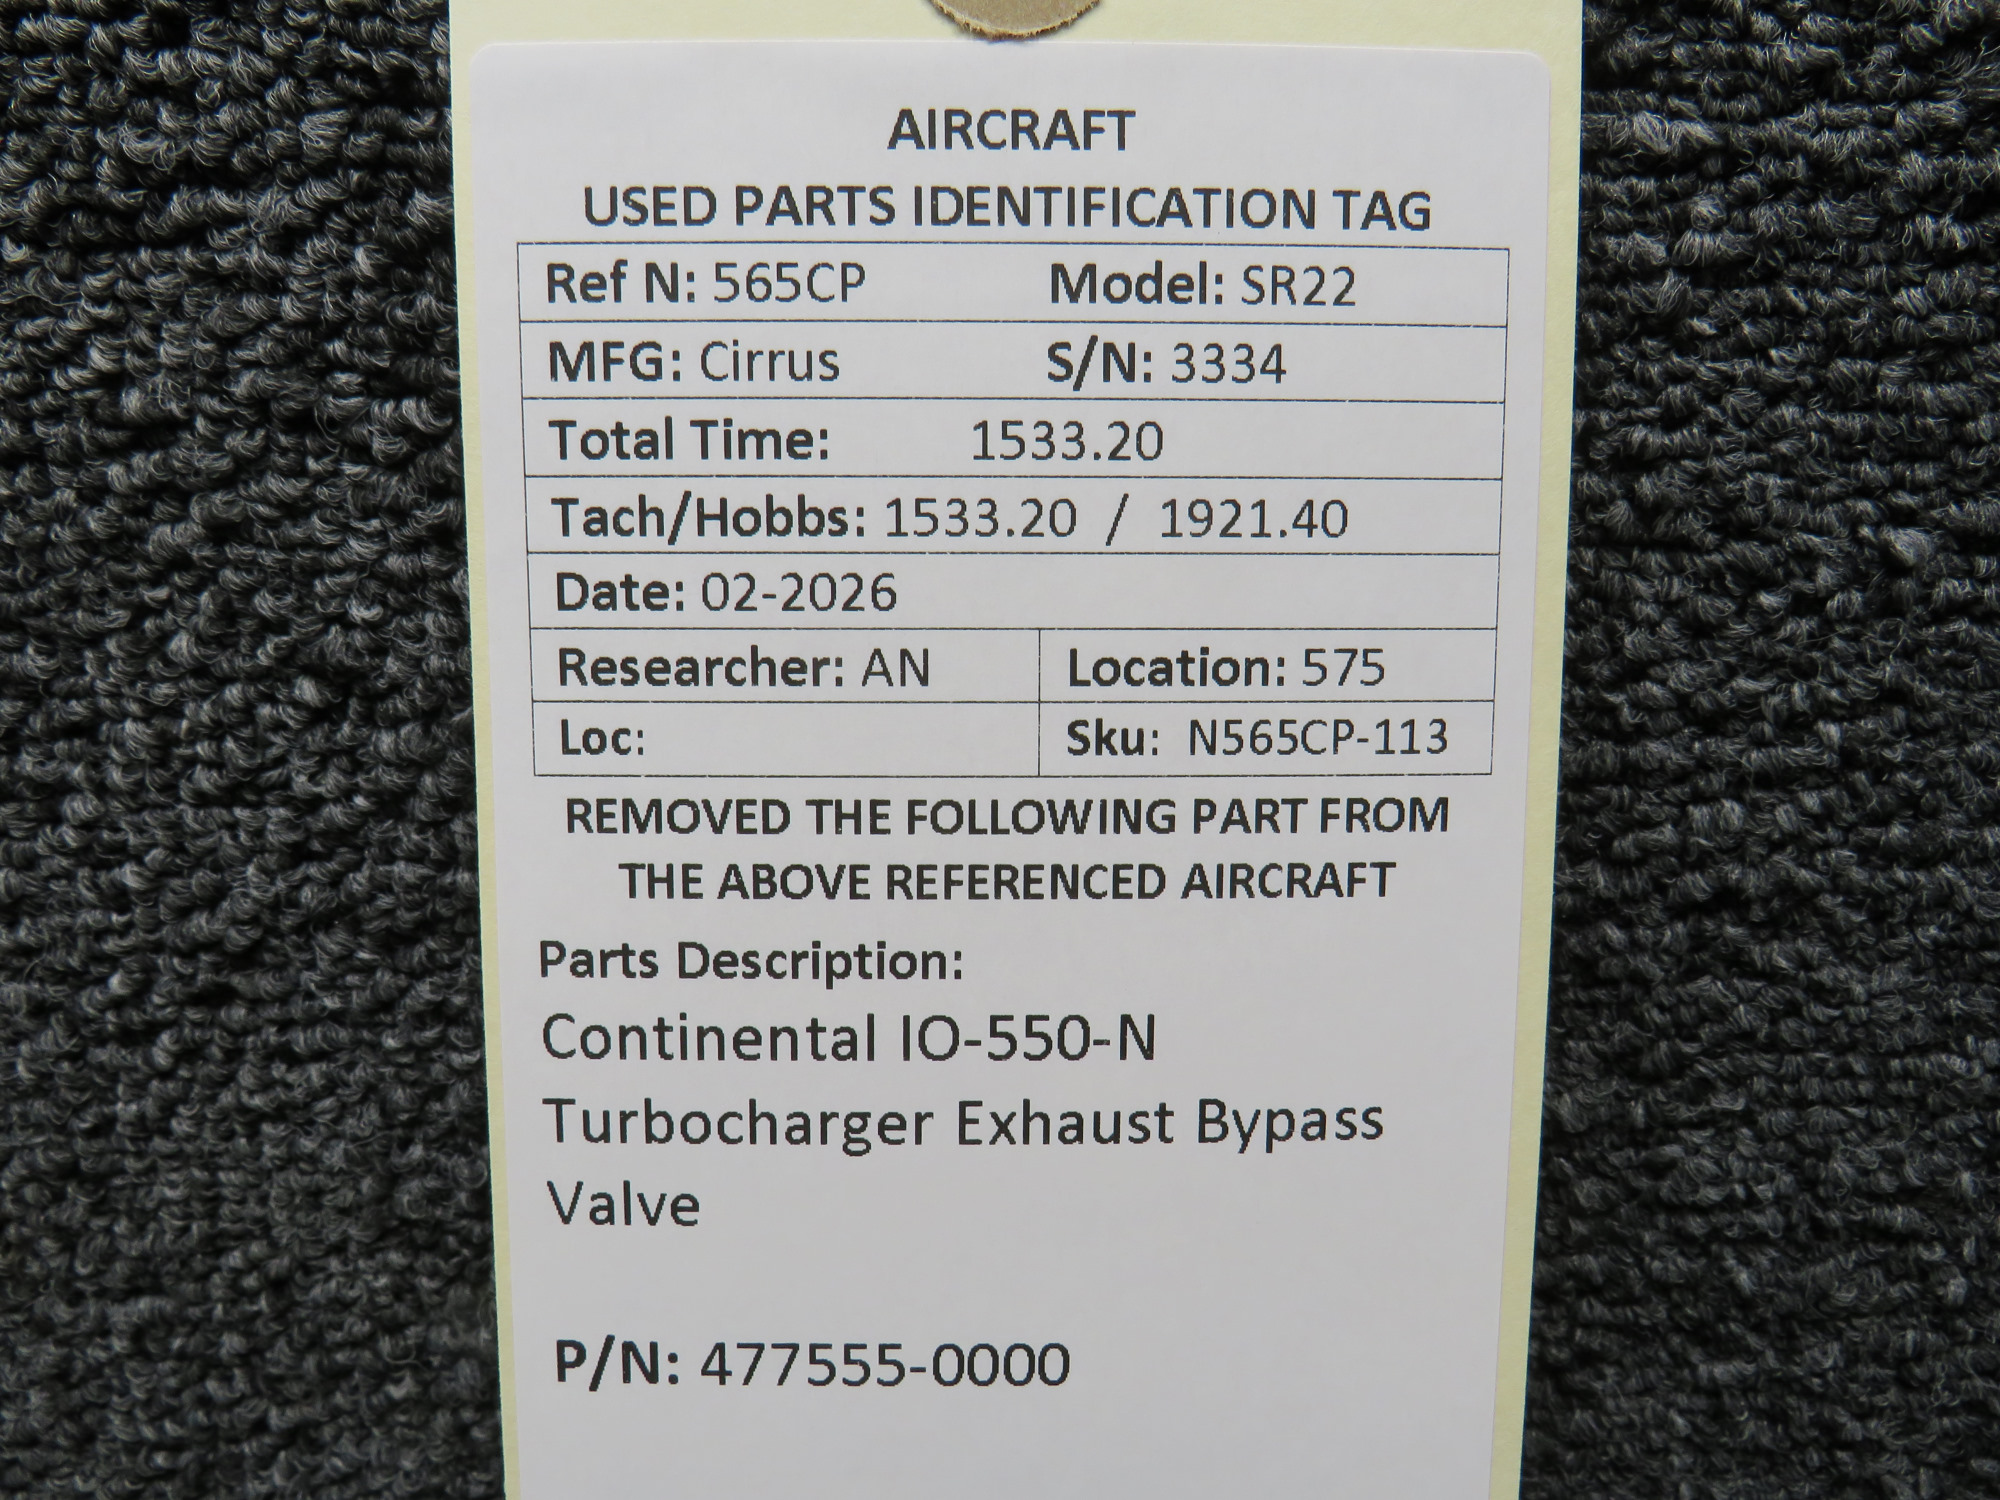 AIRCRAFT
USED PARTS IDENTIFICATION TAG
Ref N: 565CP Model: SR22
MFG: Cirrus S/N: 3334
Total Time: 1533.20
Tach/Hobbs: 1533.20 / 1921.40
Date: 02-2026
Researcher: AN Location: 575
Loc: Sku: N565CP-113
REMOVED THE FOLLOWING PART FROM
THE ABOVE REFERENCED AIRCRAFT
Parts Description:
Continental IO-550-N
Turbocharger Exhaust Bypass
Valve
P/N: 477555-0000